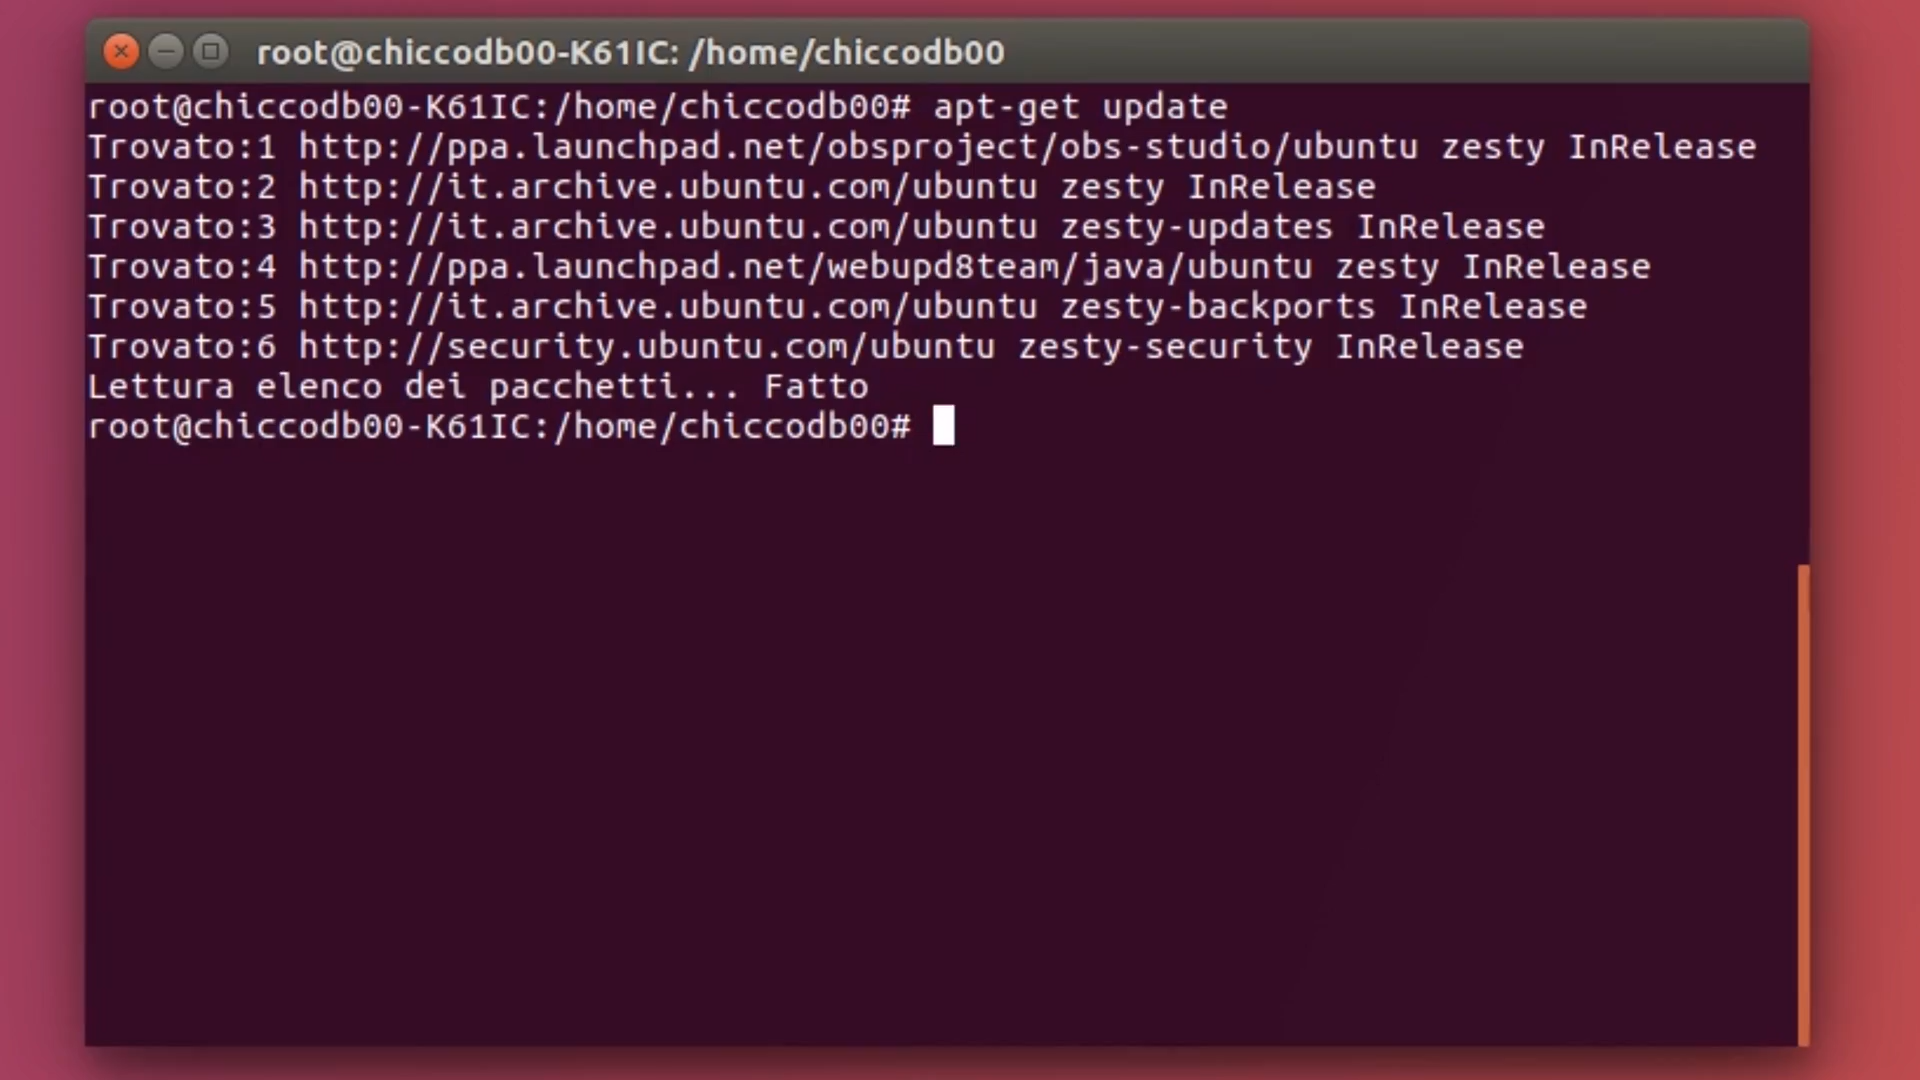 root@chiccodb00-K61IC: /home/chiccodb00
root@chiccodb00-K61IC:/home/chiccodb00# apt-get update
Trovato:1 http://ppa.launchpad.net/obsproject/obs-studio/ubuntu zesty InRelease
Trovato:2 http://it.archive.ubuntu.com/ubuntu zesty InRelease
Trovato:3 http://it.archive.ubuntu.com/ubuntu zesty-updates InRelease
Trovato:4 http://ppa.launchpad.net/webupd8team/java/ubuntu zesty InRelease
Trovato:5 http://it.archive.ubuntu.com/ubuntu zesty-backports InRelease
Trovato:6 http://security.ubuntu.com/ubuntu zesty-security InRelease
Lettura elenco dei pacchetti... Fatto
root@chiccodb00-K61IC:/home/chiccodb00#